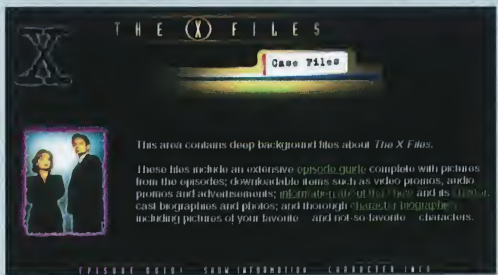 X
THE X FILES
Case Files
This area contains deep background files about The X Files.
These files include an extensive episode guide complete with pictures
from the episodes; downloadable items such as video promos, audio
promos and advertisements; information about the show and its
cast biographies and photos; and thorough character biographies
including pictures of your favorite and not-so favorite characters.
EPISODE GUIDE SHOW INFORMATION CHARACTER INFO